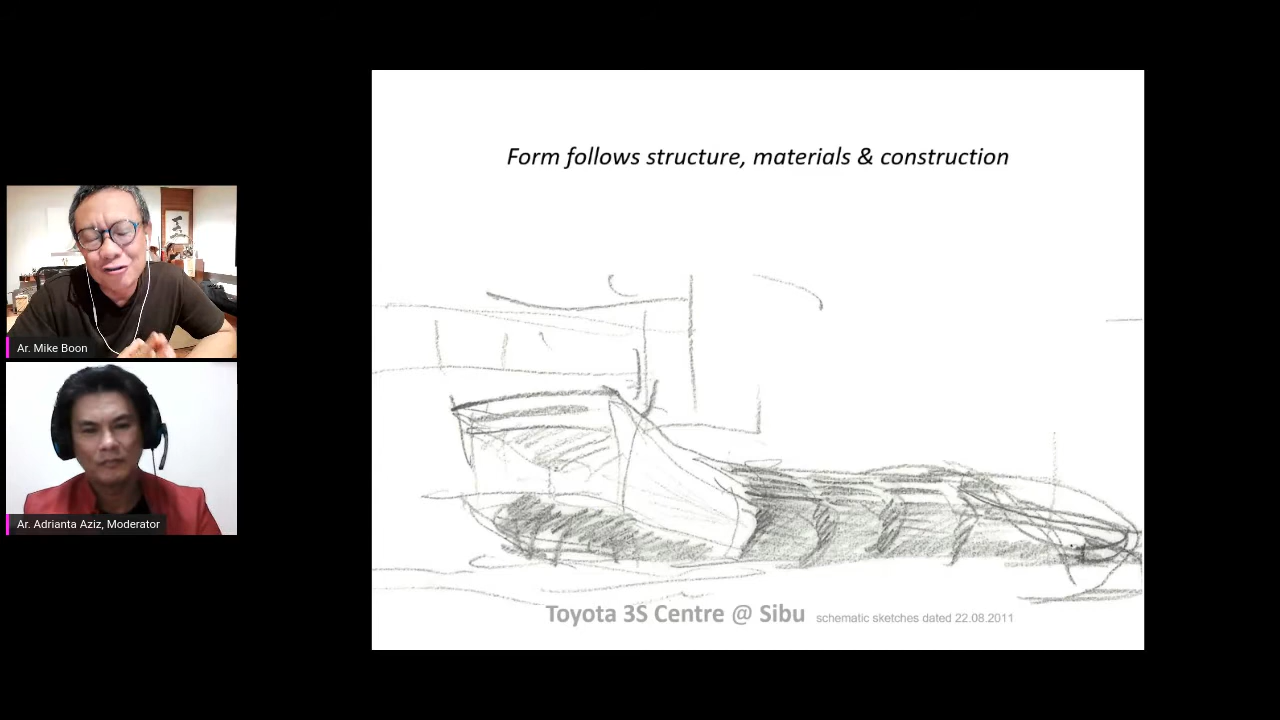 Form follows structure, materials & construction
Ar. Mike Boon
Ar. Adrianta Aziz, Moderator
Toyota 3S Centre @ Sibu schematic sketches dated 22.08.2011